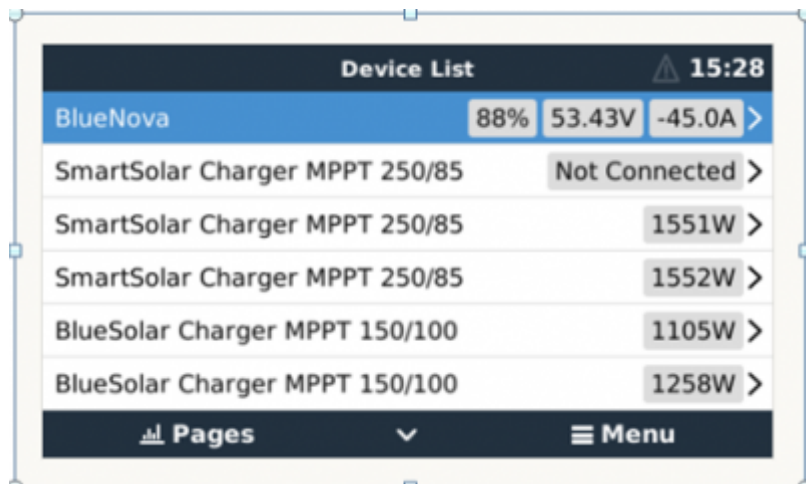 Device List 15:28
BlueNova 88% 53.43V -45.0A
SmartSolar Charger MPPT 250/85 Not Connected
SmartSolar Charger MPPT 250/85 1551W
SmartSolar Charger MPPT 250/85 1552W
BlueSolar Charger MPPT 150/100 1105W
BlueSolar Charger MPPT 150/100 1258W
Pages Menu